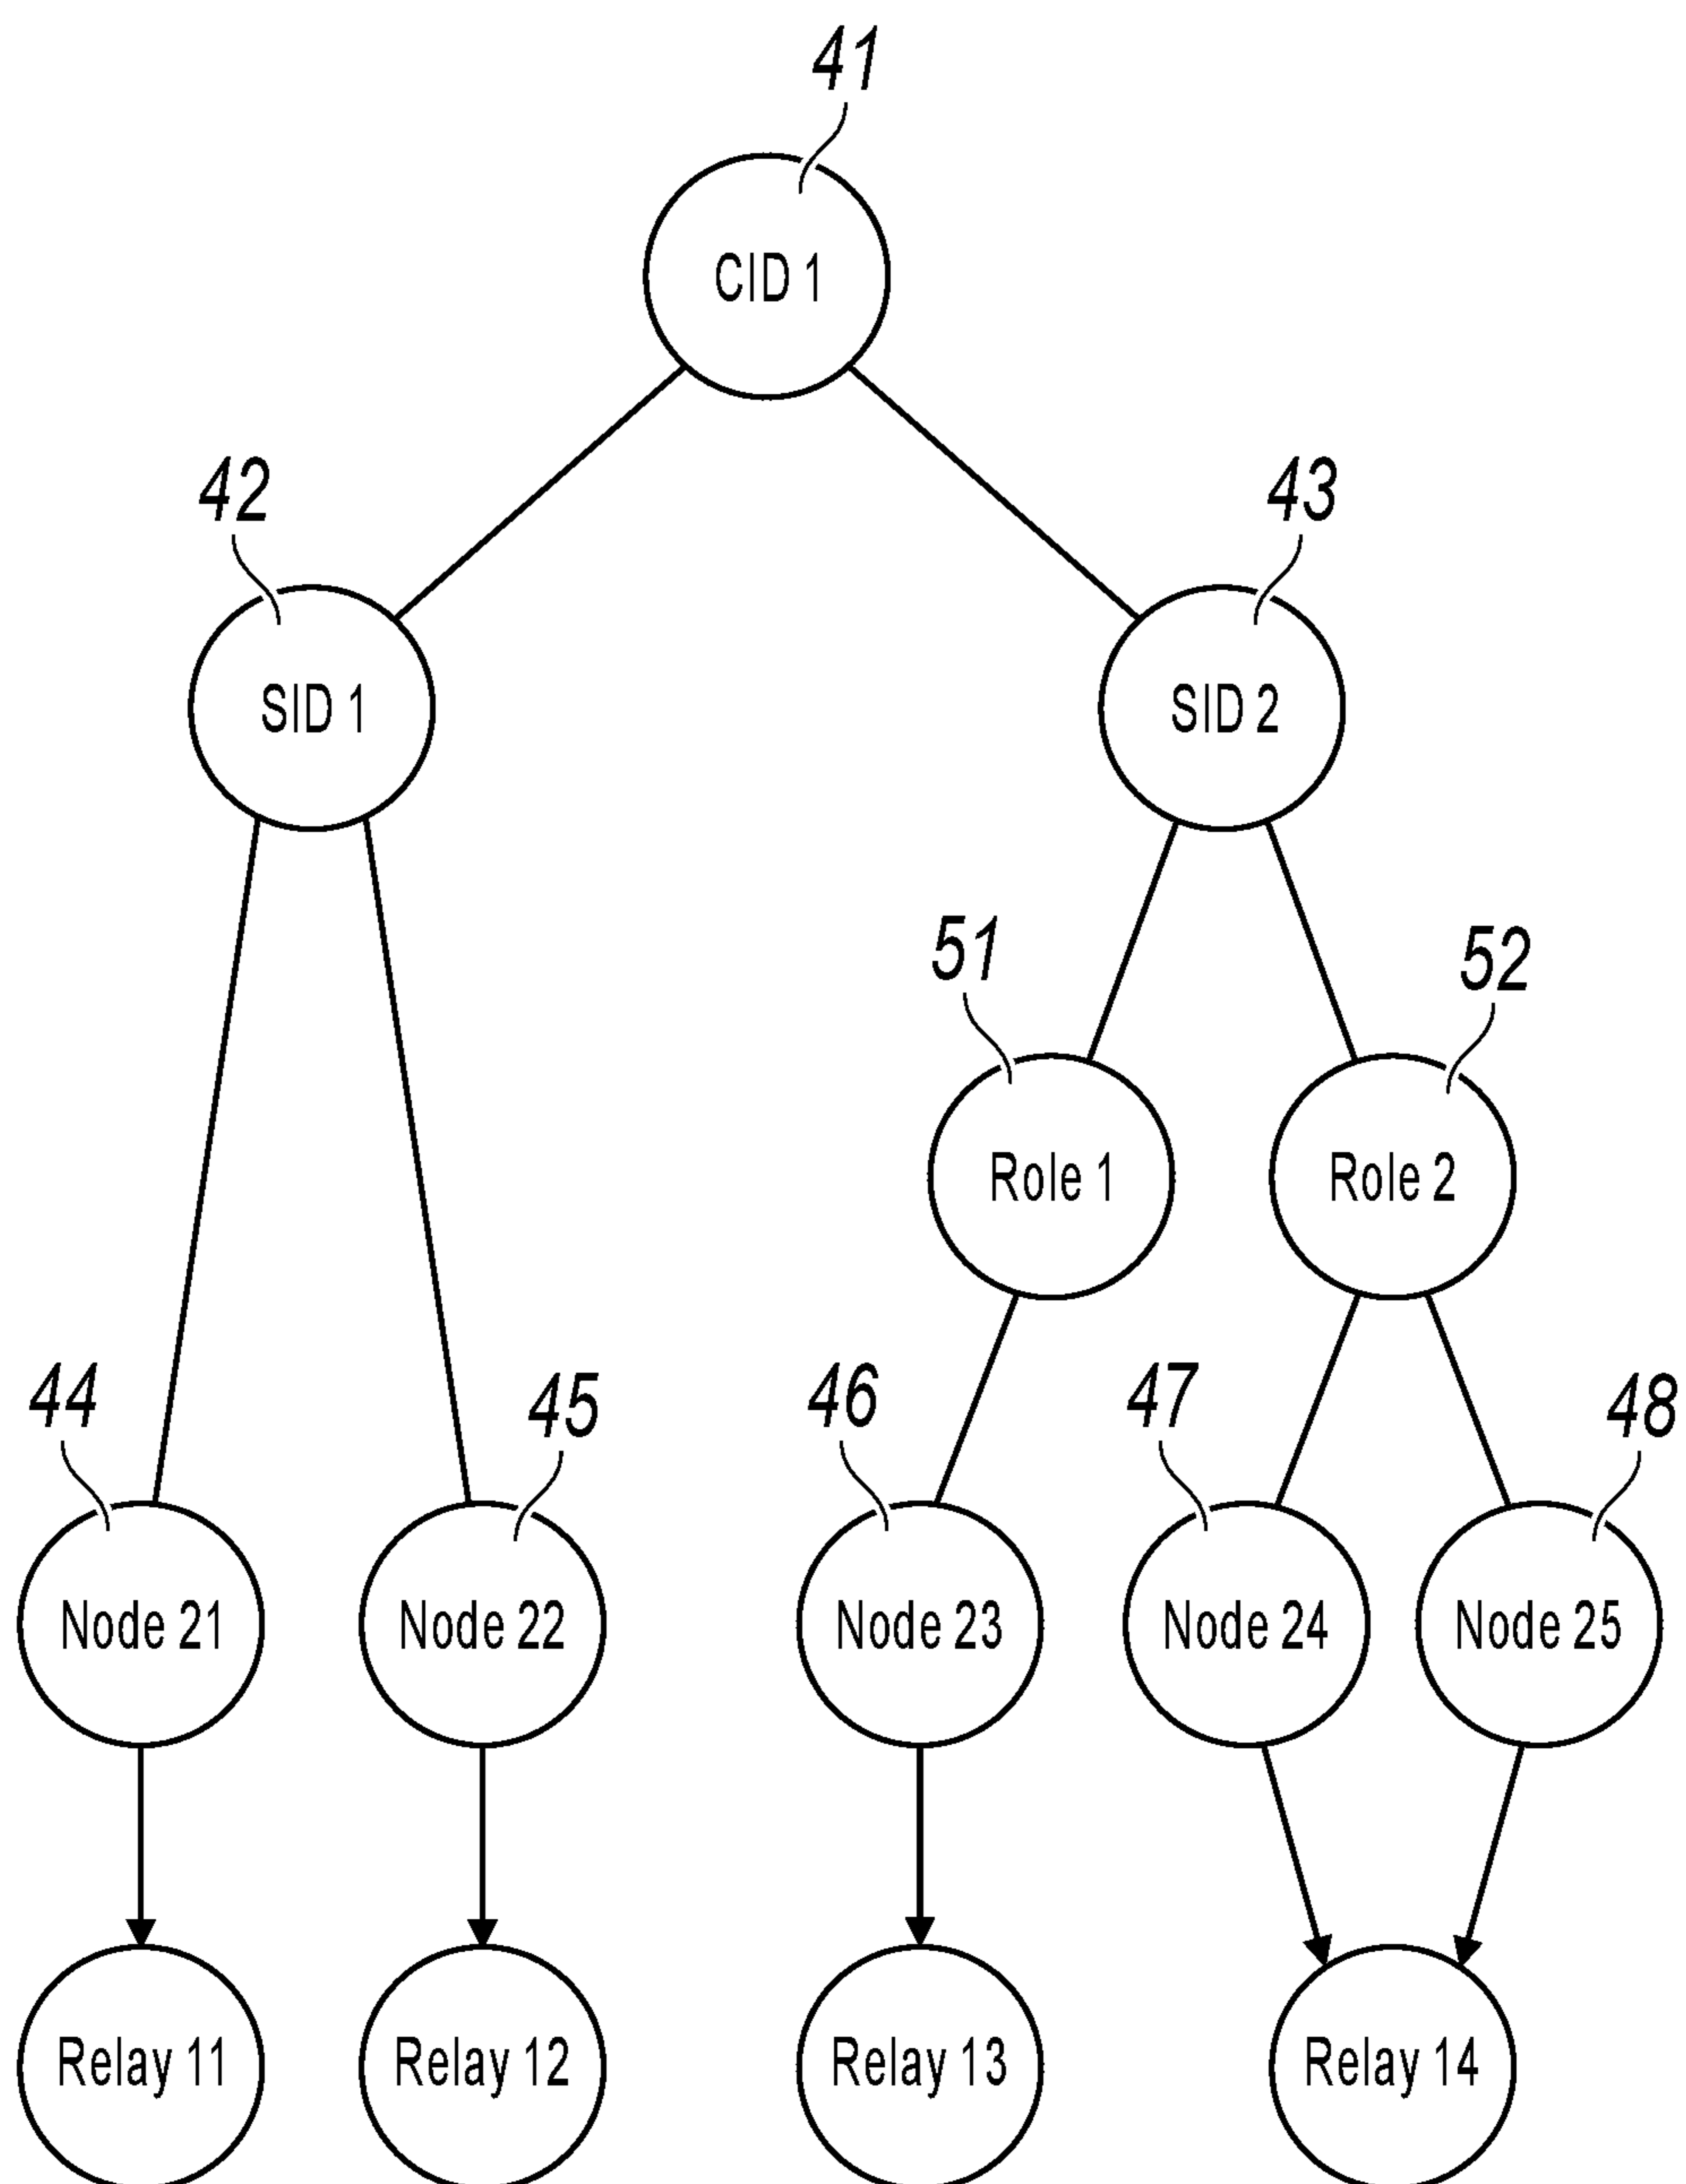 41
CID 1
42
43
SID 1
SID 2
51
52
Role 1
Role 2
44
45
46
47
48
Node 21
Node 22
Node 23
Node 24
Node 25
Relay 11
Relay 12
Relay 13
Relay 14